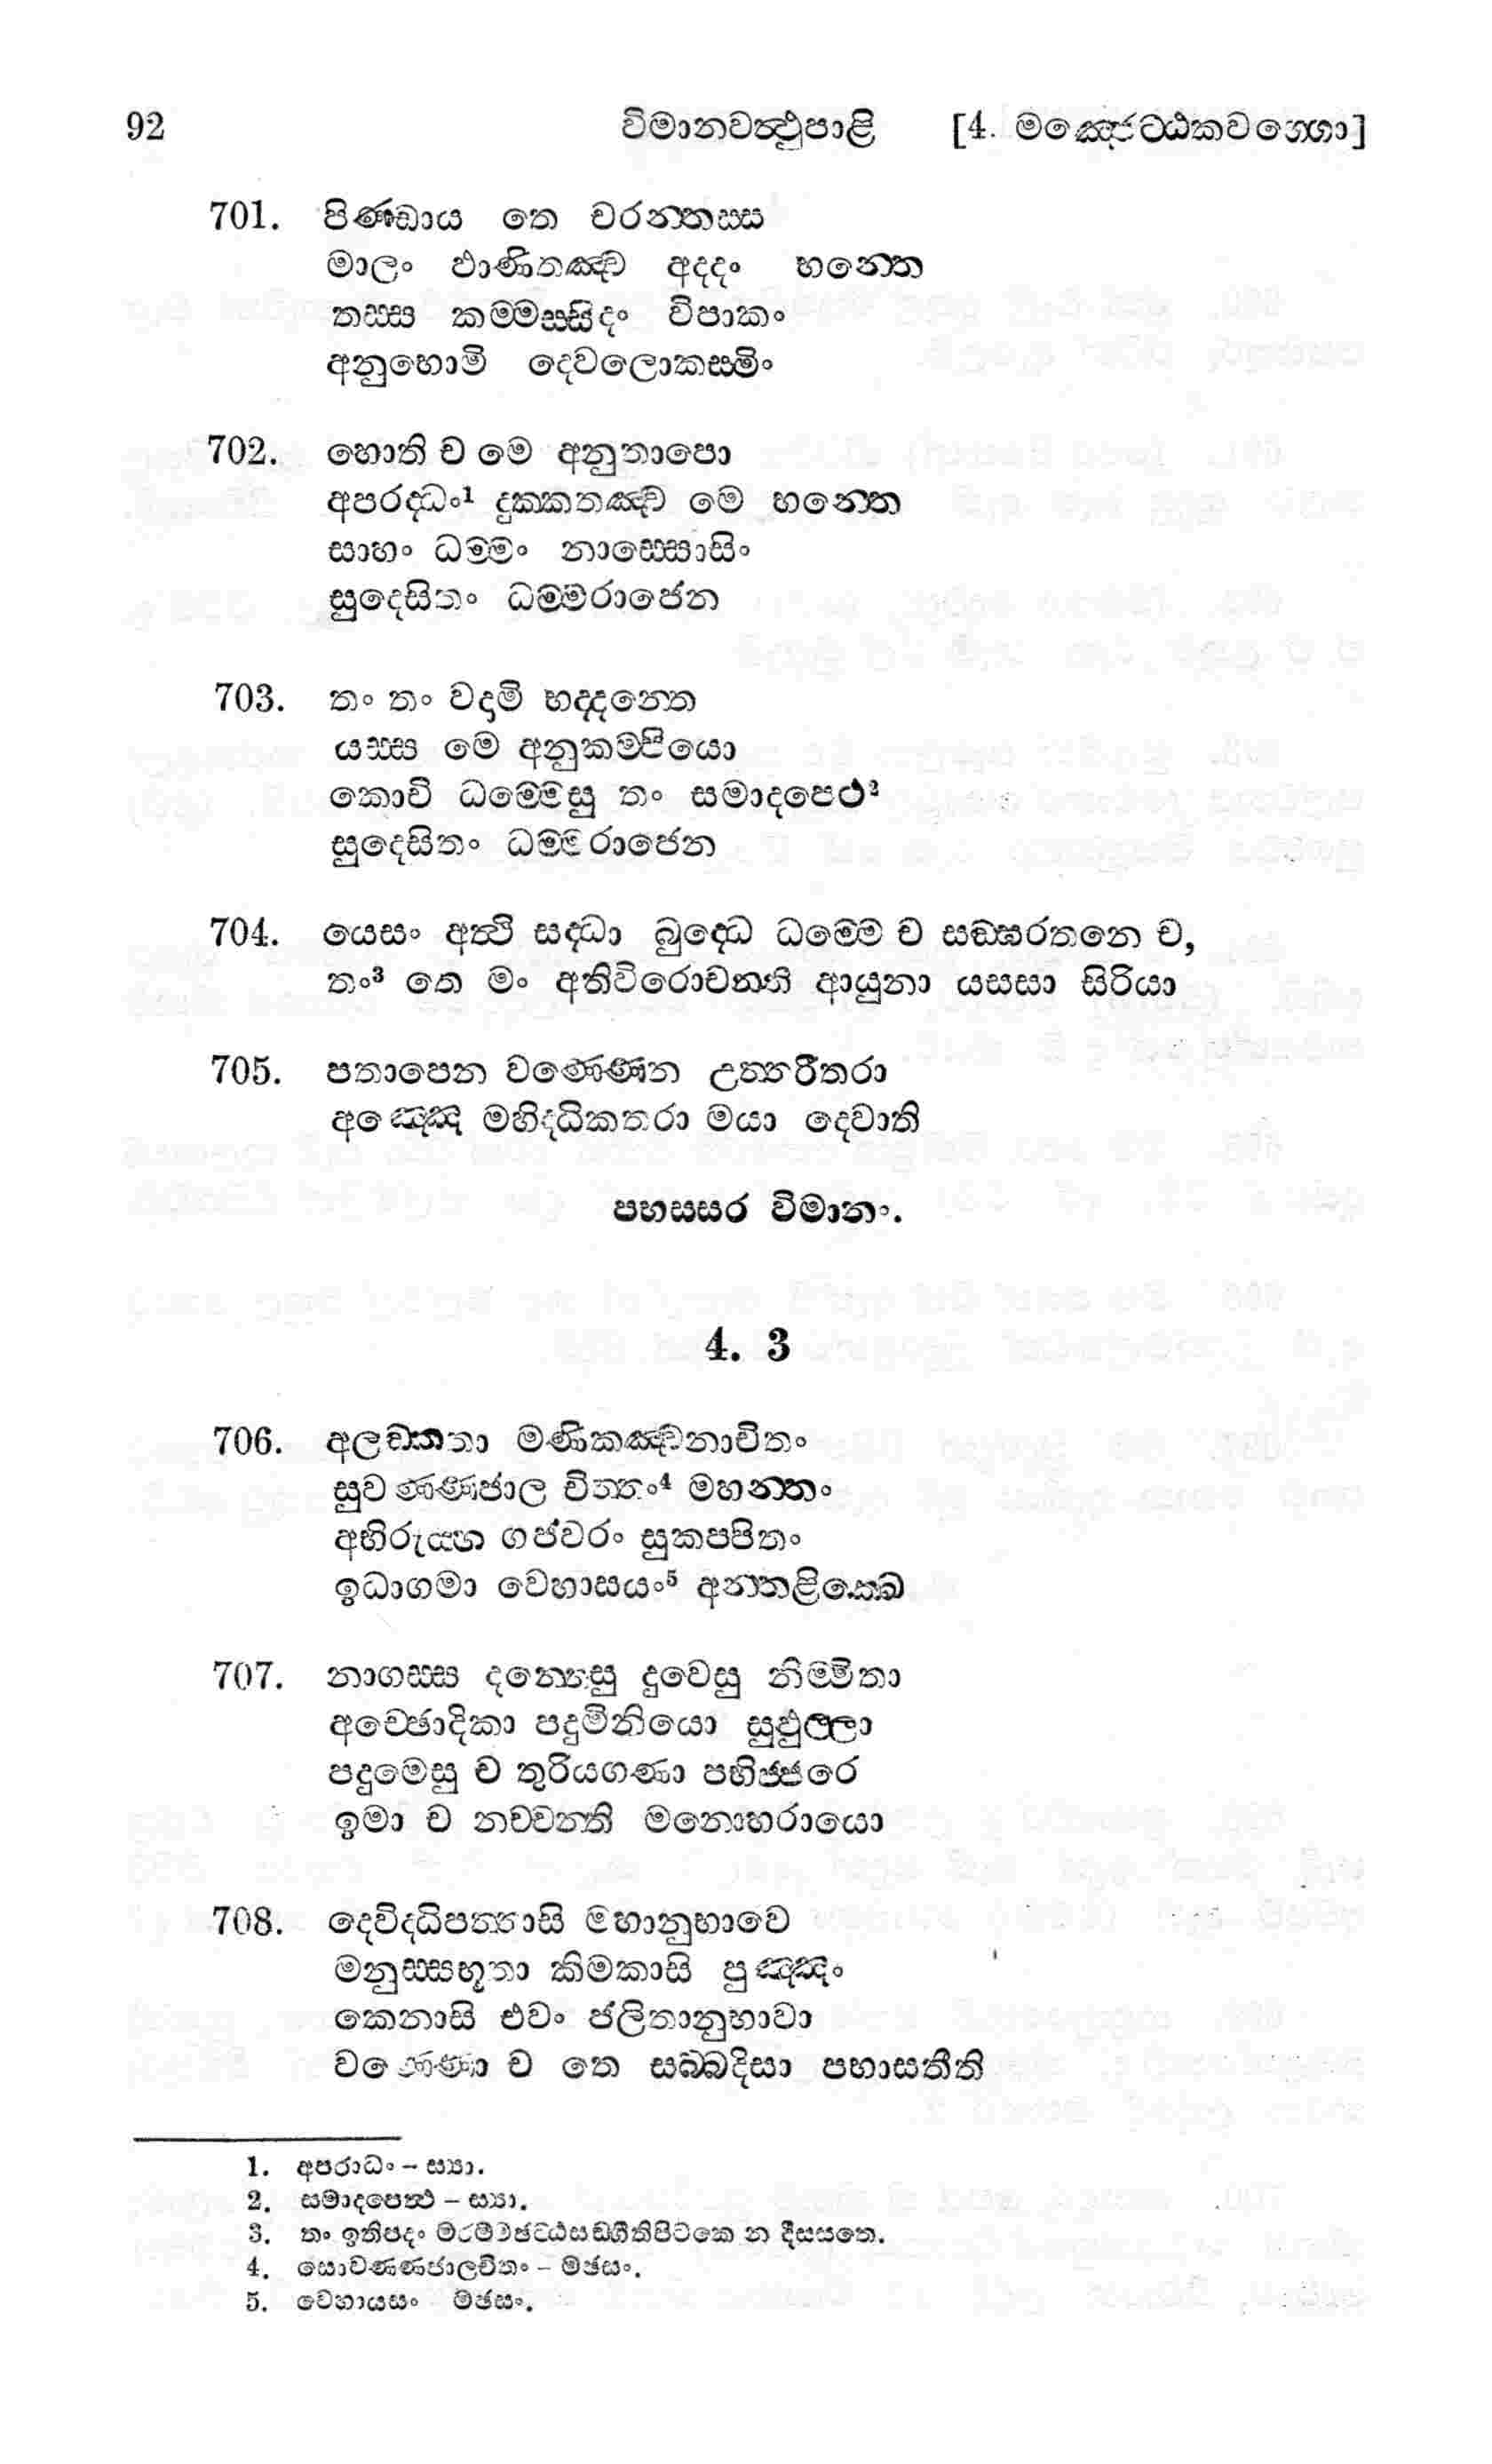 92 විමානවත්‍ථුපාළි [4. මඤ්ජෙට්ඨකවග්ගො]
701. පිණ්ඩාය තෙ චරන්තස්ස
මාලං ඵාණිතඤ්ච අදදං භන්තෙ
තස්ස කම්මස්සිදං විපාකං
අනුභොමි දෙවලොකස්මිං
702. හොති ච මෙ අනුතාපො
අපරද්ධං¹ දුක්කතඤ්ච මෙ භන්තෙ
සාහං ධම්මං නාස්සොසිං
සුදෙසිතං ධම්මරාජෙන
703. තං තං වදාමි භද්දන්තෙ
යස්ස මෙ අනුකම්පියො
කොචි ධම්මෙසු තං සමාදපෙථ²
සුදෙසිතං ධම්මරාජෙන
704. යෙසං අත්‍ථි සද්ධා බුද්ධෙ ධම්මෙ ච සඞ්ඝරතනෙ ච,
තං³ තෙ මං අතිවිරොචන්ති ආයුනා යසසා සිරියා
705. පතාපෙන වණ්ණෙන උත්තරීතරා
අඤ්ඤෙ මහිද්ධිකතරා මයා දෙවාති
පභස්සර විමානං.
4. 3
706. අලඞ්කතා මණිකඤ්චනාචිතං
සුවණ්ණජාල චිත්තං⁴ මහන්තං
අභිරුය්හ ගජ්වරං සුකප්පිතං
ඉධාගමා වෙහාසයං⁵ අන්තළික්ඛෙ
707. නාගස්ස දන්තෙසු දුවෙසු නිම්මිතා
අච්ඡොදිකා පදුමිනියො සුඵුල්ලා
පදුමෙසු ච තුරියගණා පභිජ්ජරෙ
ඉමා ච නච්චන්ති මනොහරායො
708. දෙවිද්ධිපත්තාසි මහානුභාවෙ
මනුස්සභූතා කිමකාසි පුඤ්ඤං
කෙනාසි එවං ජ්ලිතානුභාවා
වණ්ණො ච තෙ සබ්බදිසා පභාසතීති
1. අපරාධං – ස්‍යා.
2. සමාදපෙත්‍ථ – ස්‍යා.
3. තං ඉතිපදං මරම්මඡට්ඨසඞ්ගීතිපිටකෙ න දීස්සතෙ.
4. සොවණ්ණජාලචිතං – මඡසං.
5. වෙහායසං මඡසං.